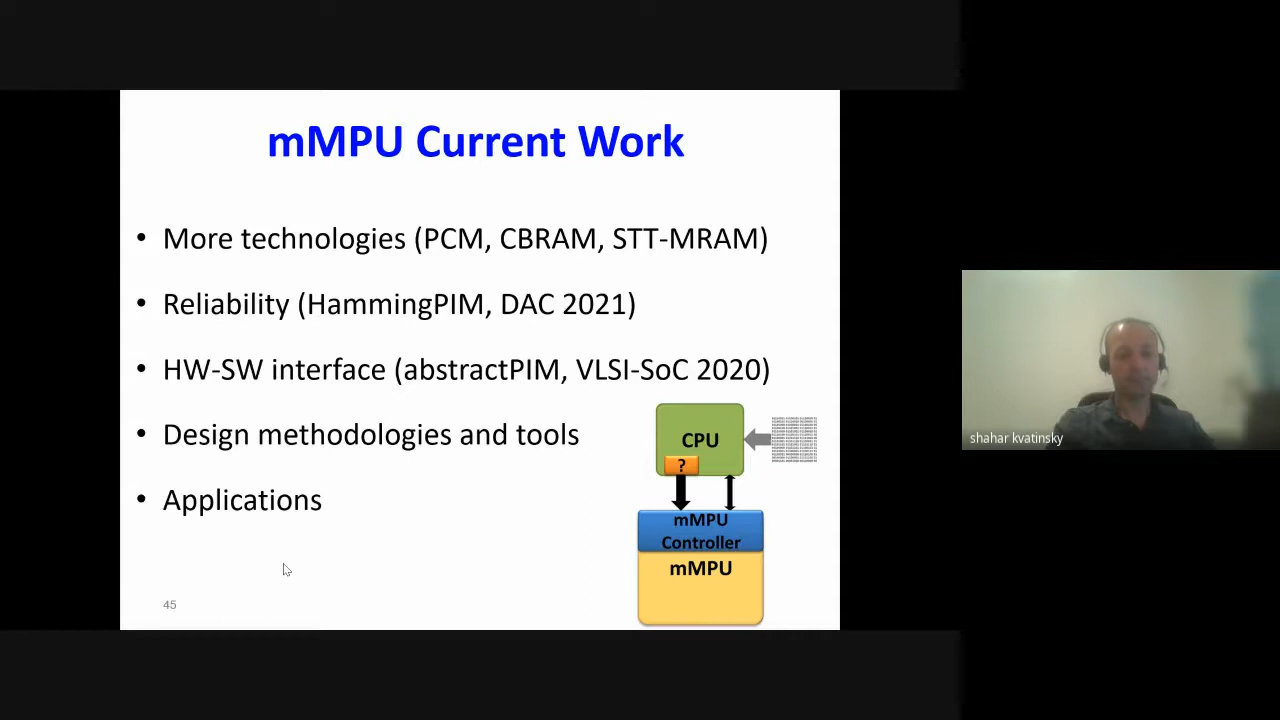 mMPU Current Work
• More technologies (PCM, CBRAM, STT-MRAM)
• Reliability (HammingPIM, DAC 2021)
• HW-SW interface (abstractPIM, VLSI-SoC 2020)
• Design methodologies and tools
• Applications
CPU
?
mMPU
Controller
mMPU
45
shahar kvatinsky